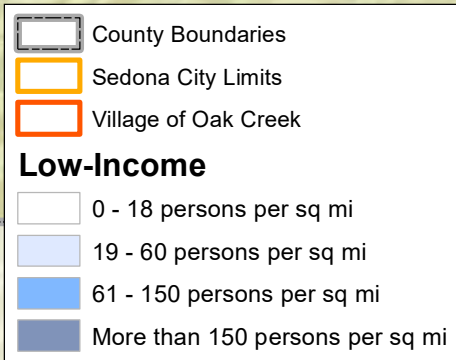 County Boundaries
Sedona City Limits
Village of Oak Creek
Low-Income
0 - 18 persons per sq mi
19 - 60 persons per sq mi
61 - 150 persons per sq mi
More than 150 persons per sq mi